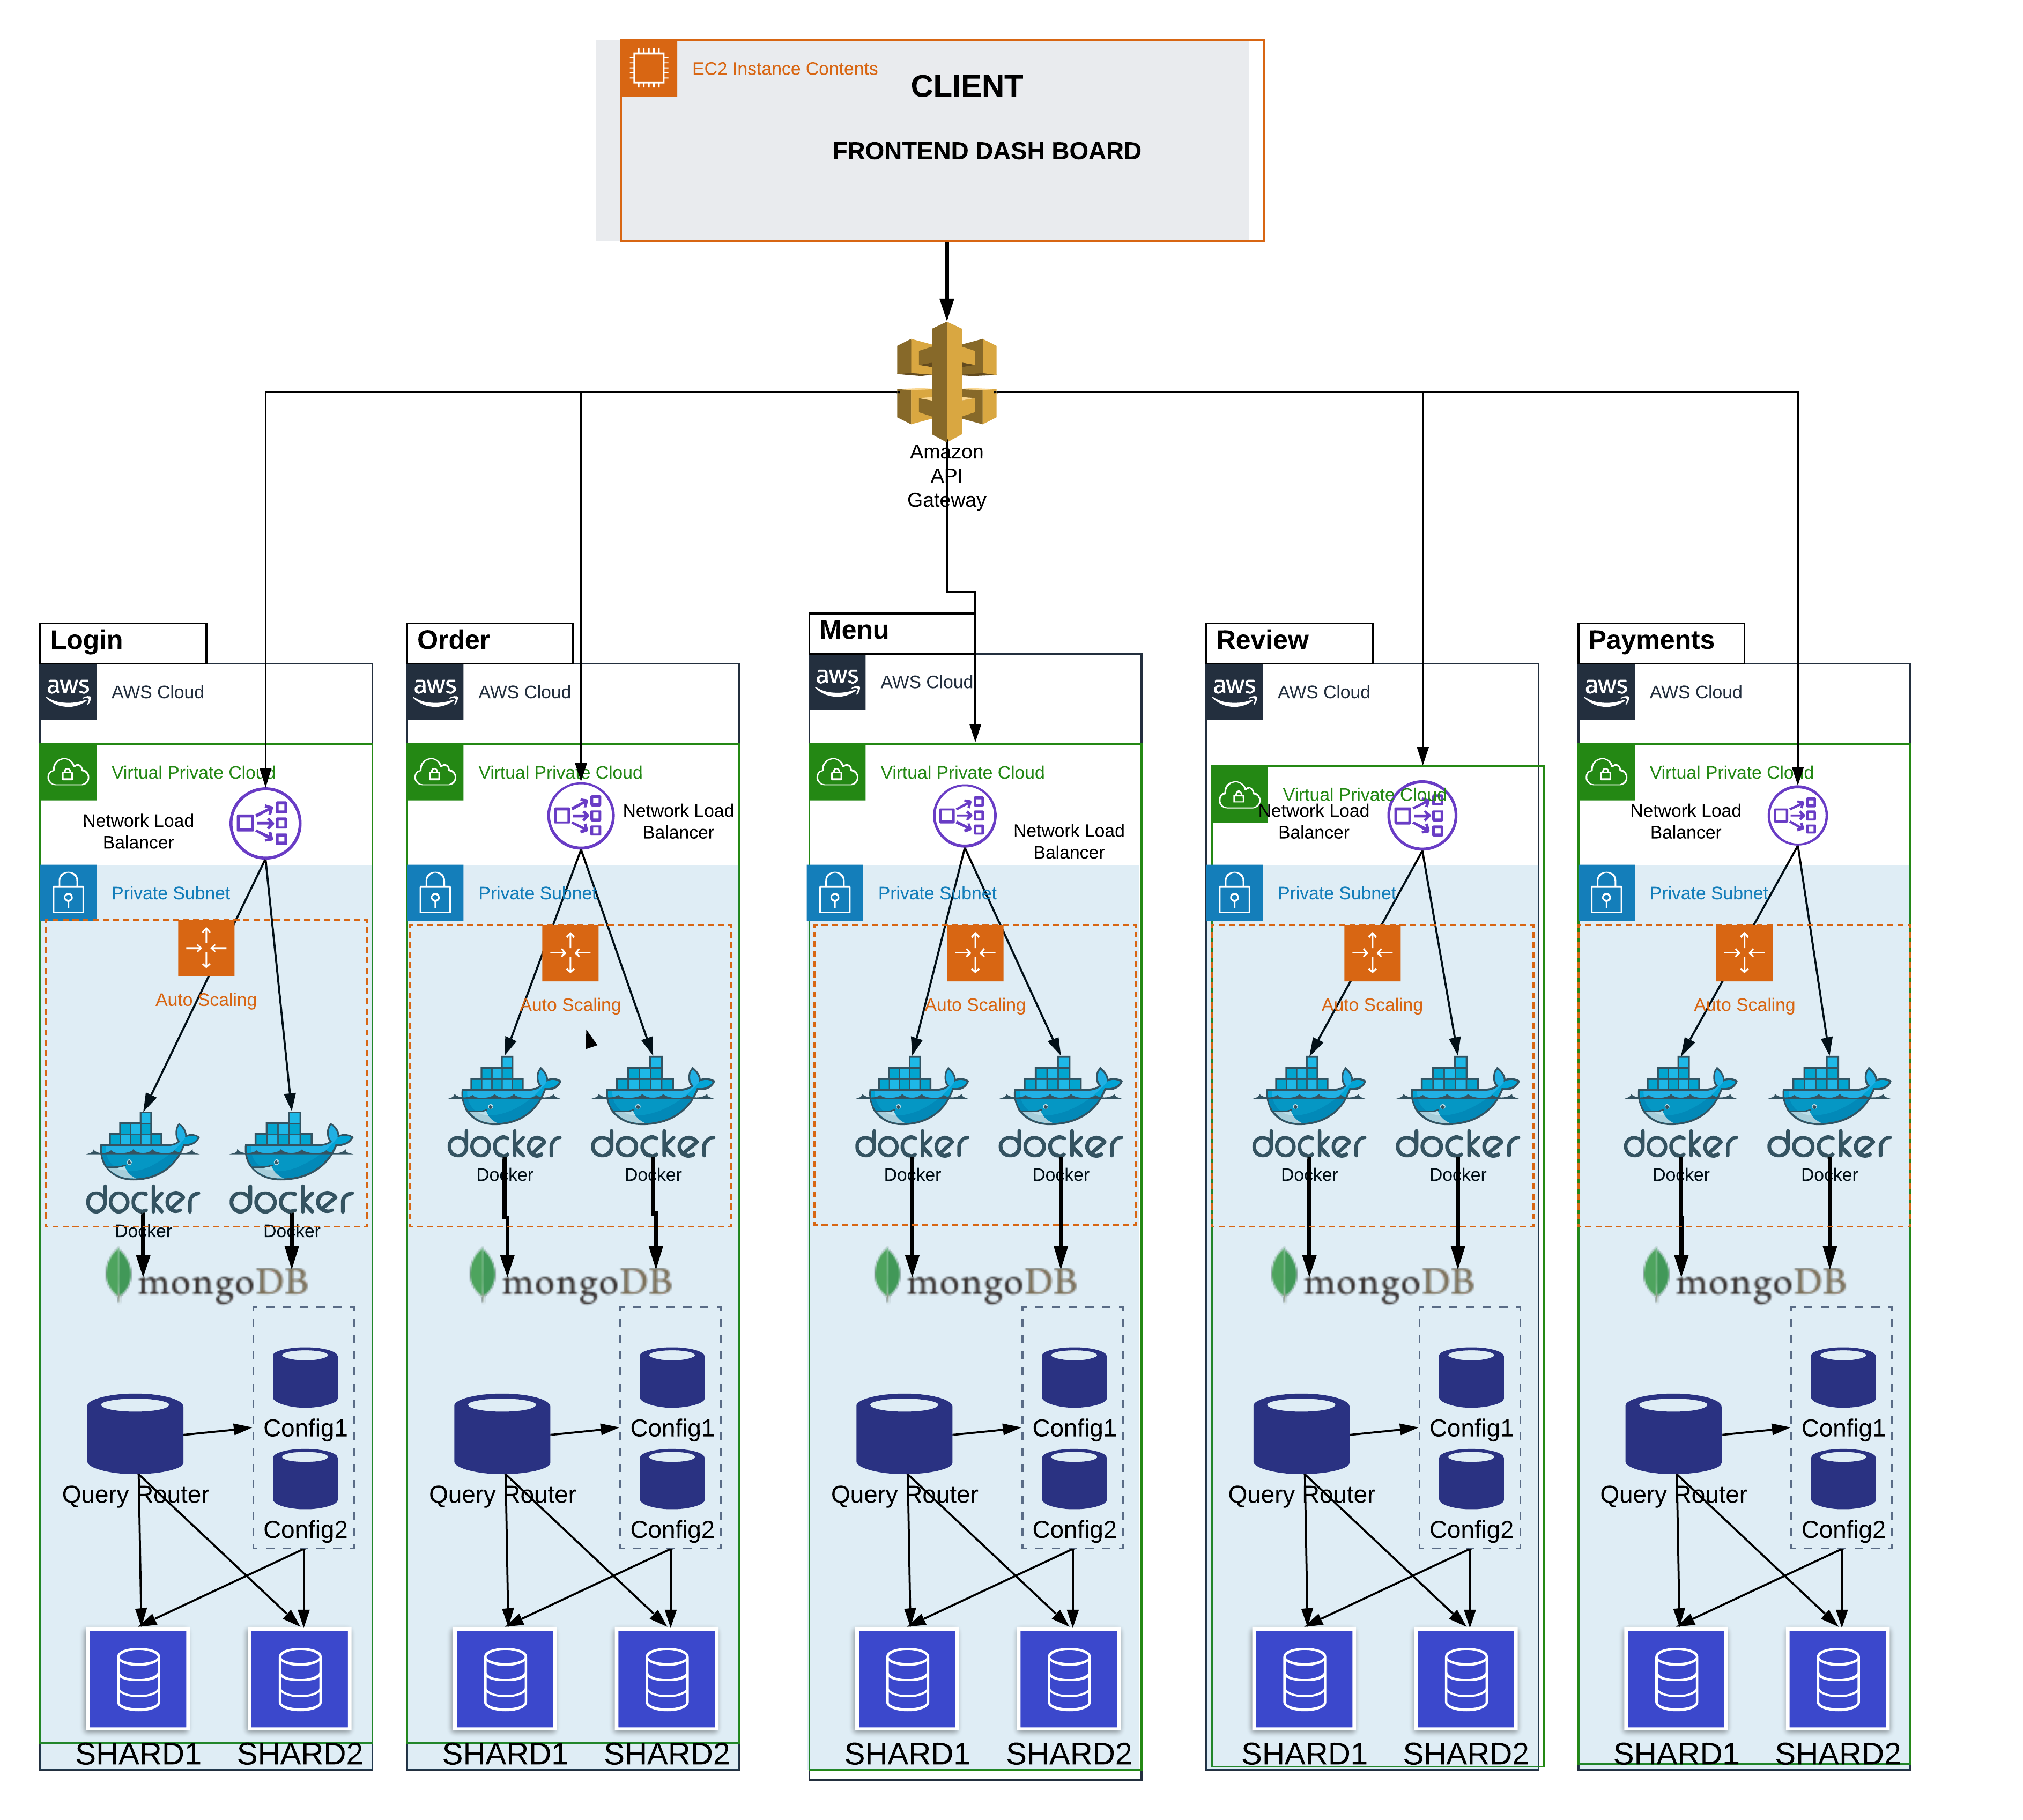 EC2 Instance Contents
CLIENT
FRONTEND DASH BOARD
Amazon
API
Gateway
Login
aws
AWS Cloud
Virtual Private Cloud
Network Load
Balancer
Private Subnet
Auto Scaling
docker
docker
Docker
Docker
mongoDB
Config1
Query Router
Config2
SHARD1
SHARD2
Order
aws
AWS Cloud
Virtual Private Cloud
Network Load
Balancer
Private Subnet
Auto Scaling
docker
docker
Docker
Docker
mongoDB
Config1
Query Router
Config2
SHARD1
SHARD2
Menu
aws
AWS Cloud
Virtual Private Cloud
Network Load
Balancer
Private Subnet
Auto Scaling
docker
docker
Docker
Docker
mongoDB
Config1
Query Router
Config2
SHARD1
SHARD2
Review
aws
AWS Cloud
Virtual Private Cloud
Network Load
Balancer
Private Subnet
Auto Scaling
docker
docker
Docker
Docker
mongoDB
Config1
Query Router
Config2
SHARD1
SHARD2
Payments
aws
AWS Cloud
Virtual Private Cloud
Network Load
Balancer
Private Subnet
Auto Scaling
docker
docker
Docker
Docker
mongoDB
Config1
Query Router
Config2
SHARD1
SHARD2